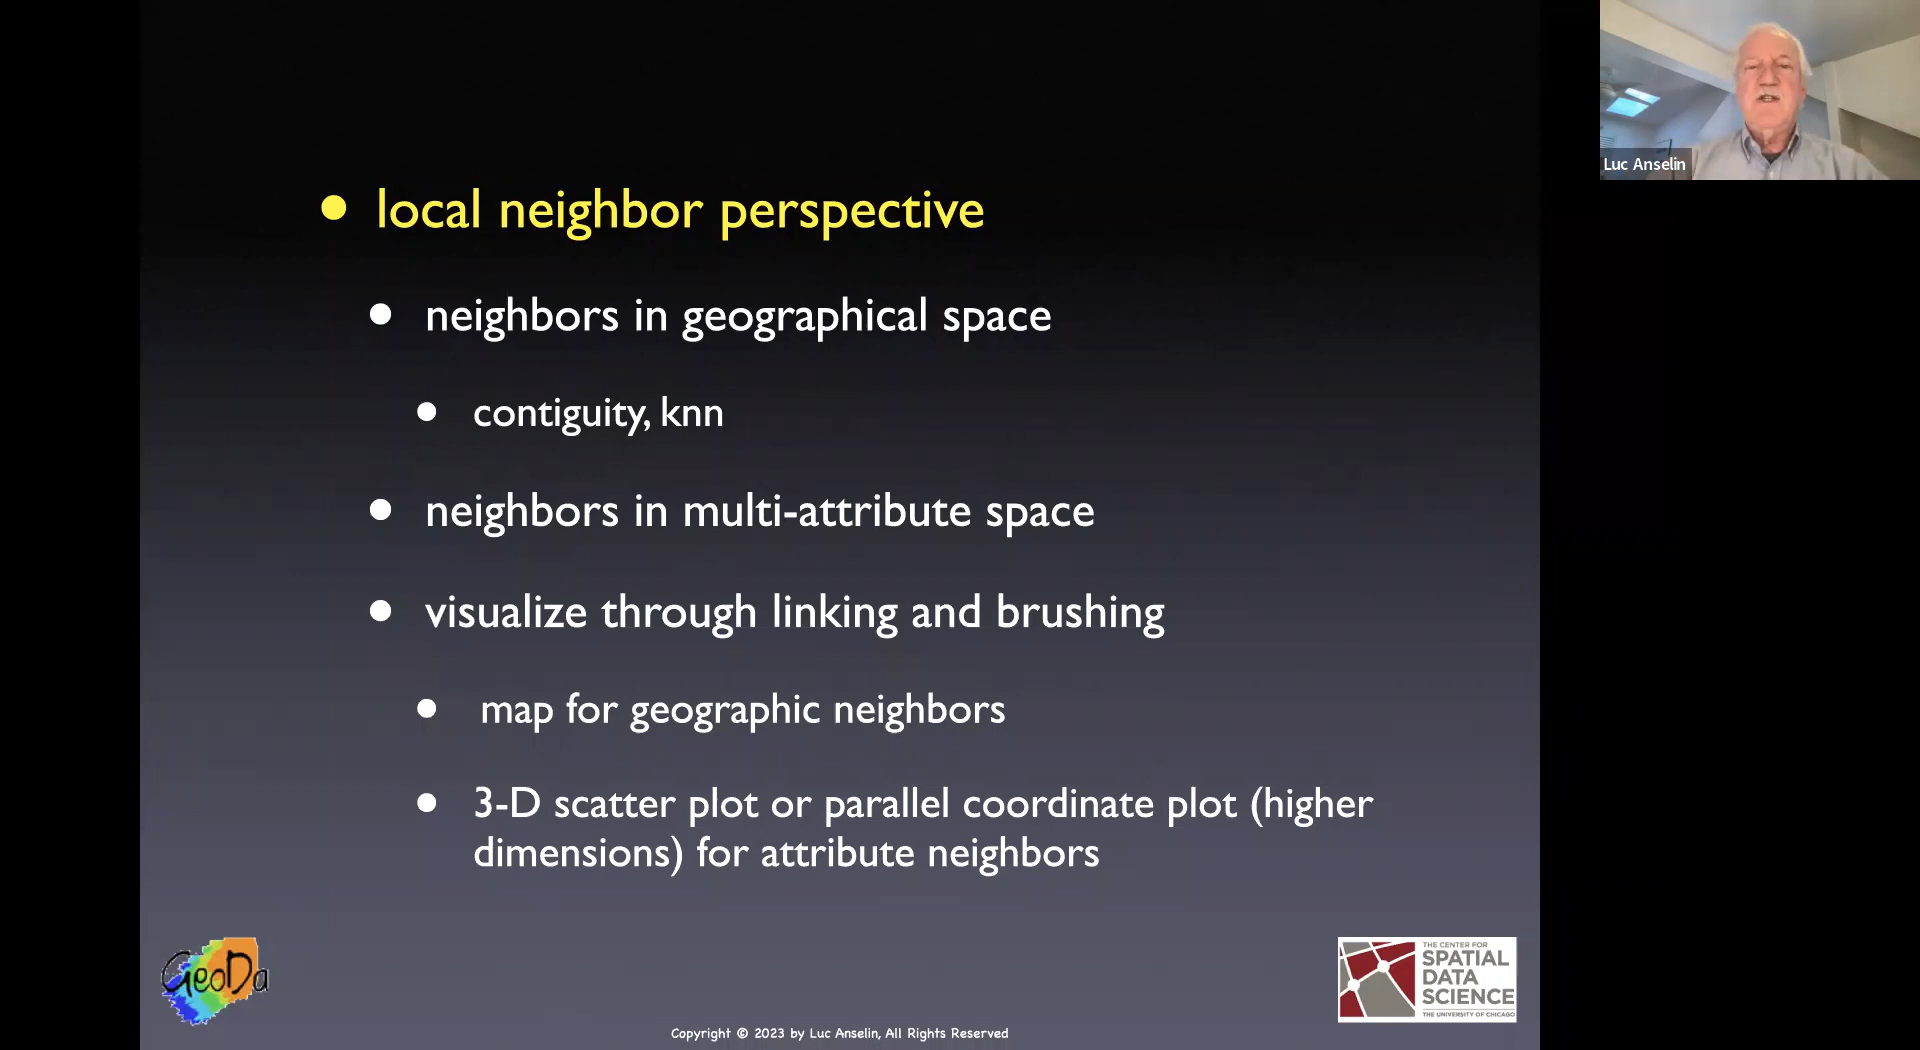 Luc Anselin
local neighbor perspective
neighbors in geographical space
contiguity, knn
neighbors in multi-attribute space
visualize through linking and brushing
map for geographic neighbors
3-D scatter plot or parallel coordinate plot (higher
dimensions) for attribute neighbors
GeoDa
THE CENTER FOR
SPATIAL
DATA
SCIENCE
THE UNIVERSITY OF CHICAGO
Copyright © 2023 by Luc Anselin, All Rights Reserved